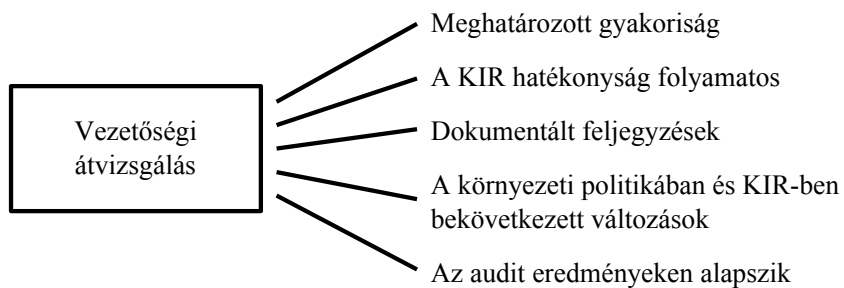 Vezetőségi
átvizsgálás
Meghatározott gyakoriság
A KIR hatékonyság folyamatos
Dokumentált feljegyzések
A környezeti politikában és KIR-ben
bekövetkezett változások
Az audit eredményeken alapszik